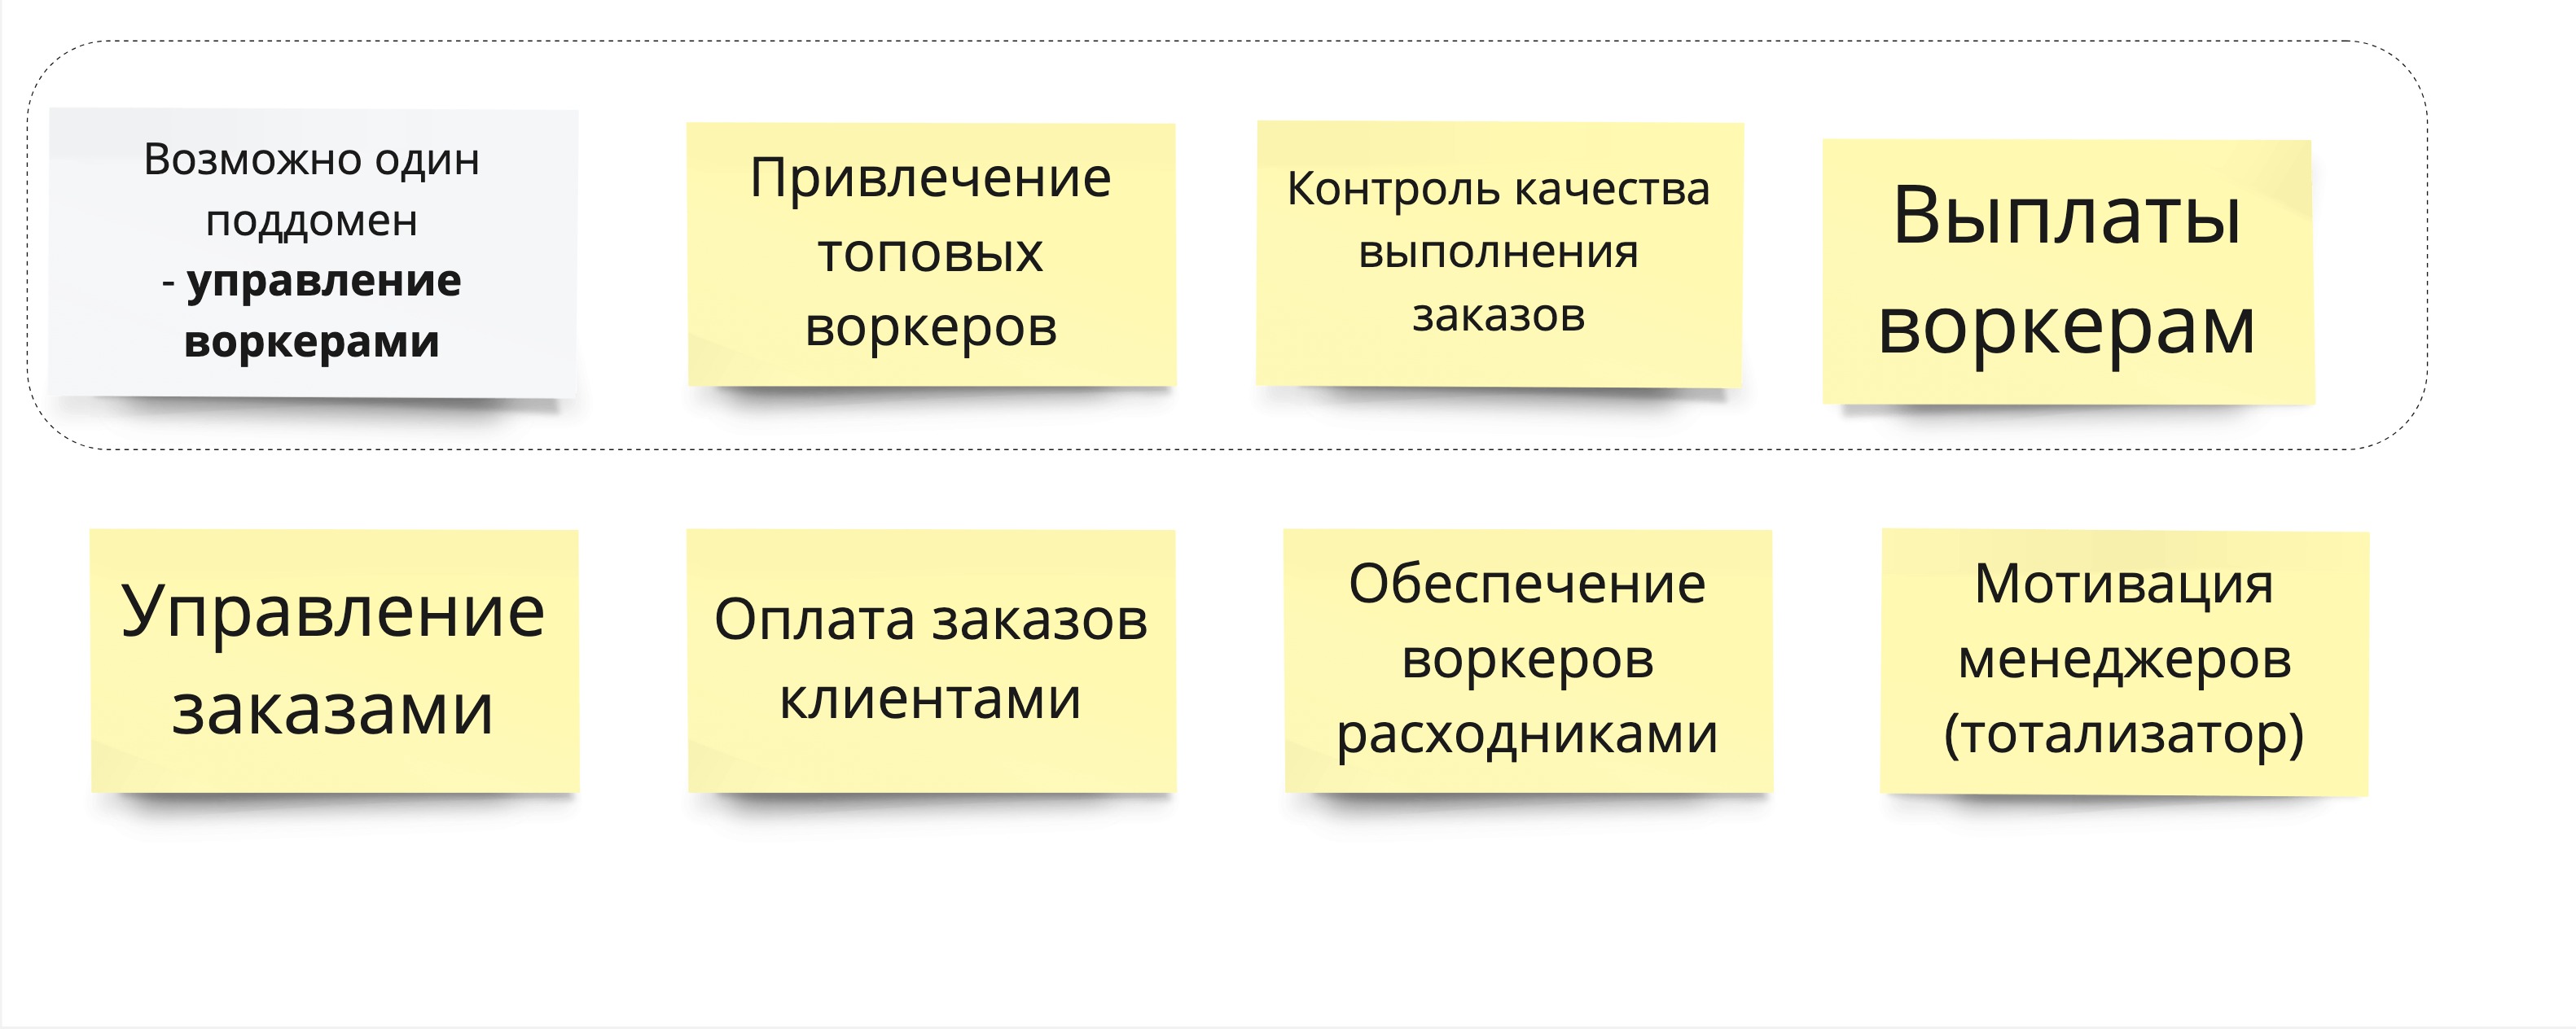 Возможно один
поддомен
- управление
воркерами
Привлечение
топовых
воркеров
Контроль качества
выполнения
заказов
Выплаты
воркерам
Управление
заказами
Оплата заказов
клиентами
Обеспечение
воркеров
расходниками
Мотивация
менеджеров
(тотализатор)